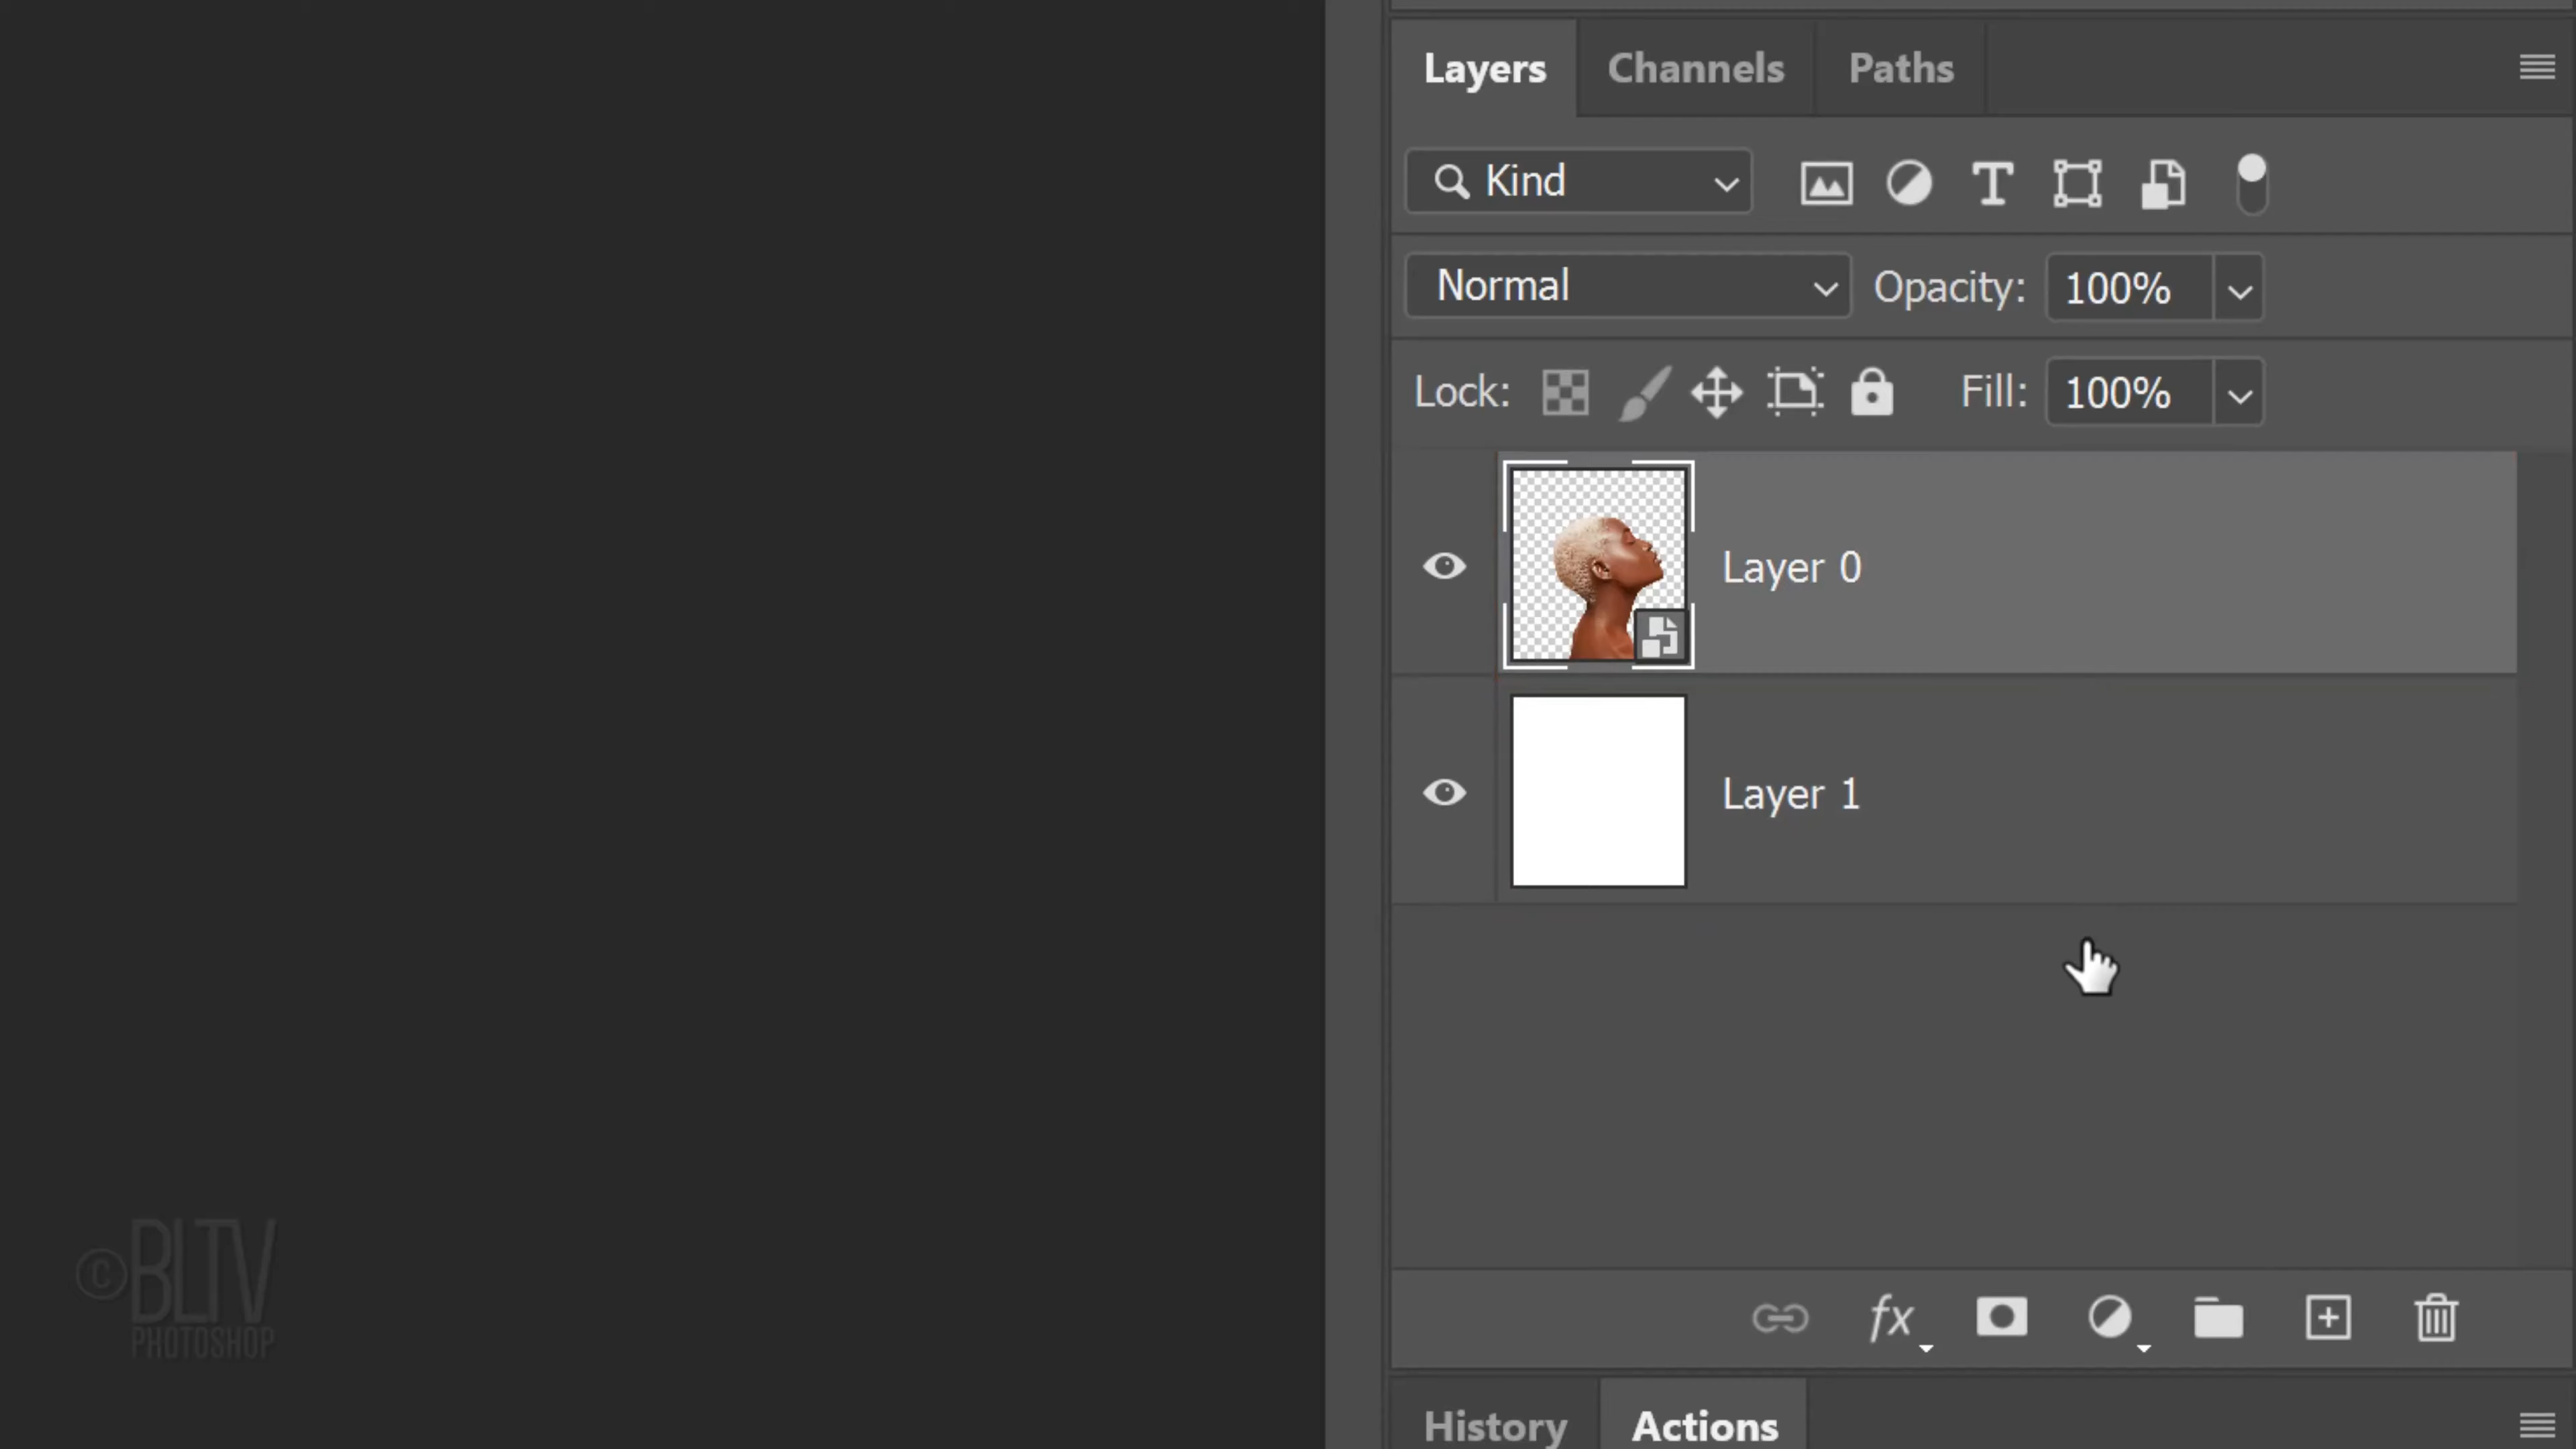 Layers Channels Paths
Kind
Normal Opacity: 100%
Lock: Fill: 100%
Layer 0
Layer 1
fx
©BLTV
PHOTOSHOP
History Actions